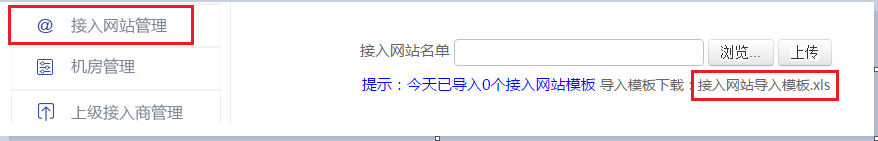 @ 接入网站管理
机房管理
上级接入商管理
接入网站名单 浏览... 上传
提示：今天已导入0个接入网站模板 导入模板下载：接入网站导入模板.xls